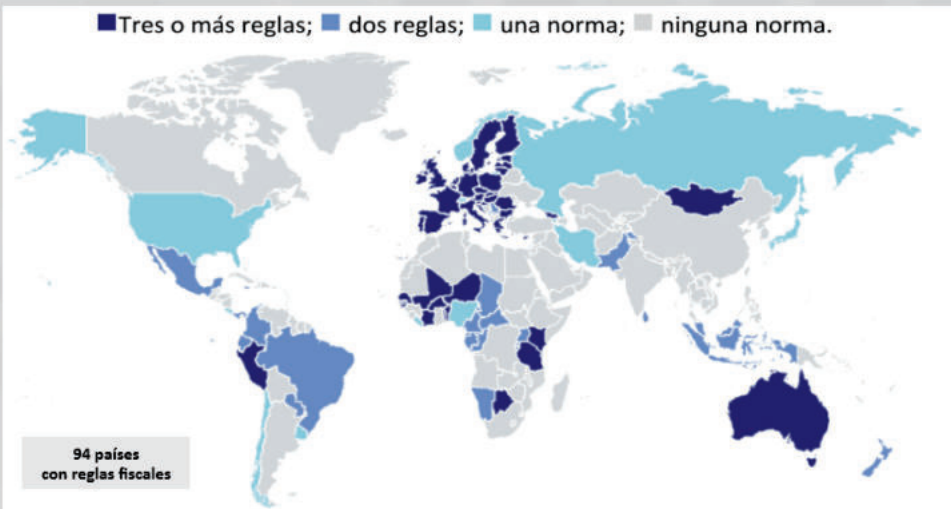 Tres o más reglas; dos reglas; una norma; ninguna norma.
94 países
con reglas fiscales